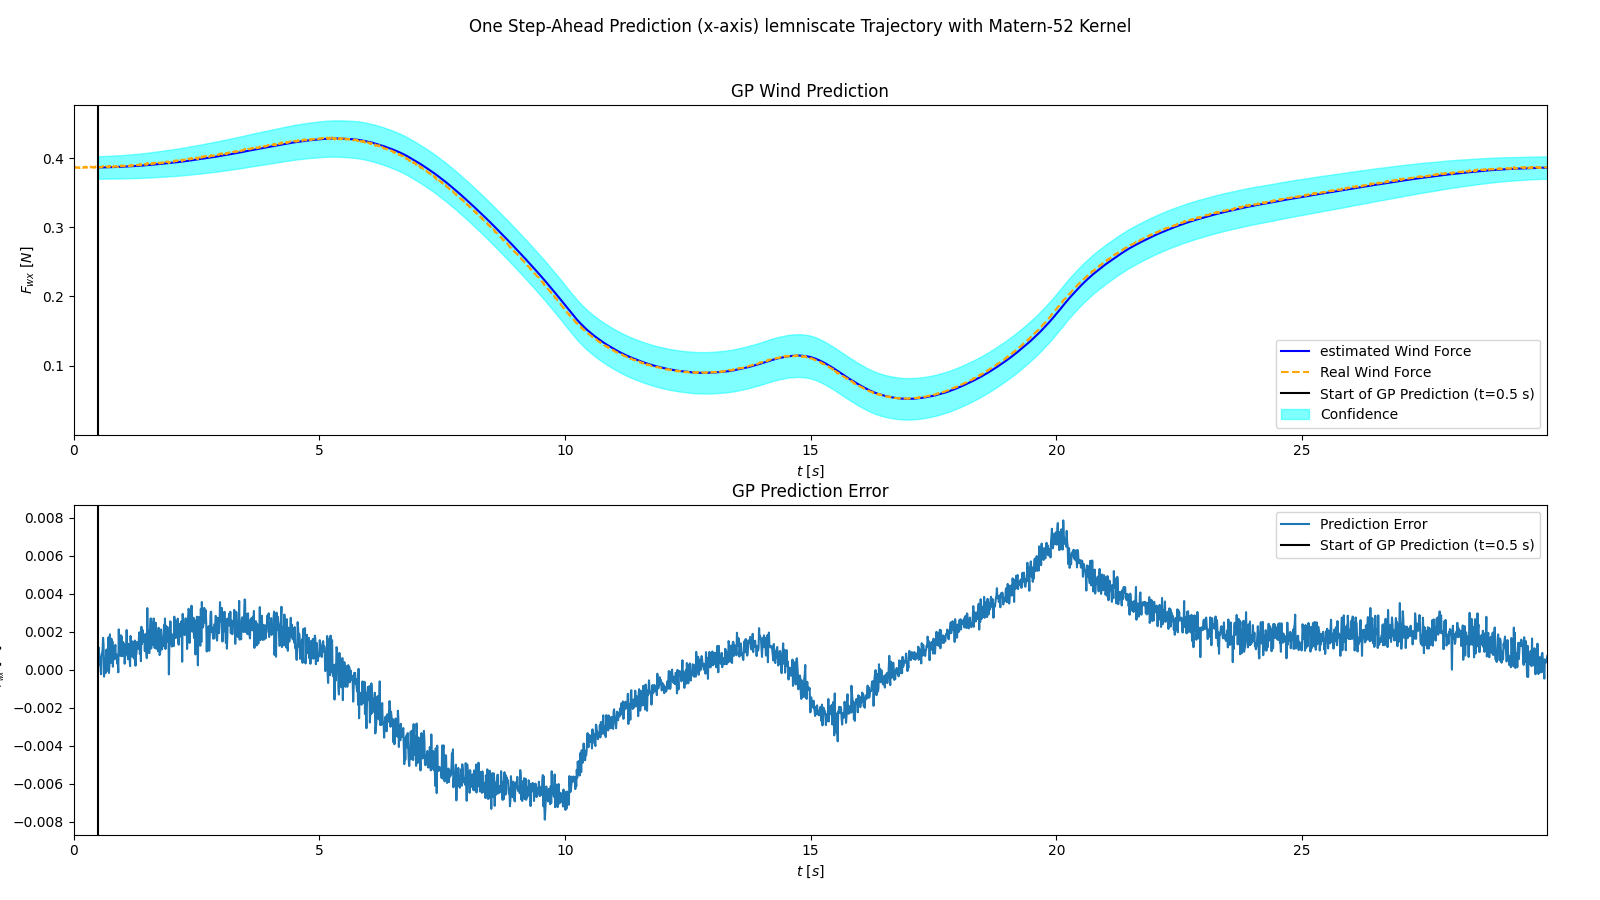 One Step-Ahead Prediction (x-axis) lemniscate Trajectory with Matern-52 Kernel
GP Wind Prediction
0.4
0.3
0.2
0.1
F_wx [N]
0 5 10 15 20 25
t [s]
estimated Wind Force
Real Wind Force
Start of GP Prediction (t=0.5 s)
Confidence
GP Prediction Error
0.008
0.006
0.004
0.002
0.000
−0.002
−0.004
−0.006
−0.008
0 5 10 15 20 25
t [s]
Prediction Error
Start of GP Prediction (t=0.5 s)